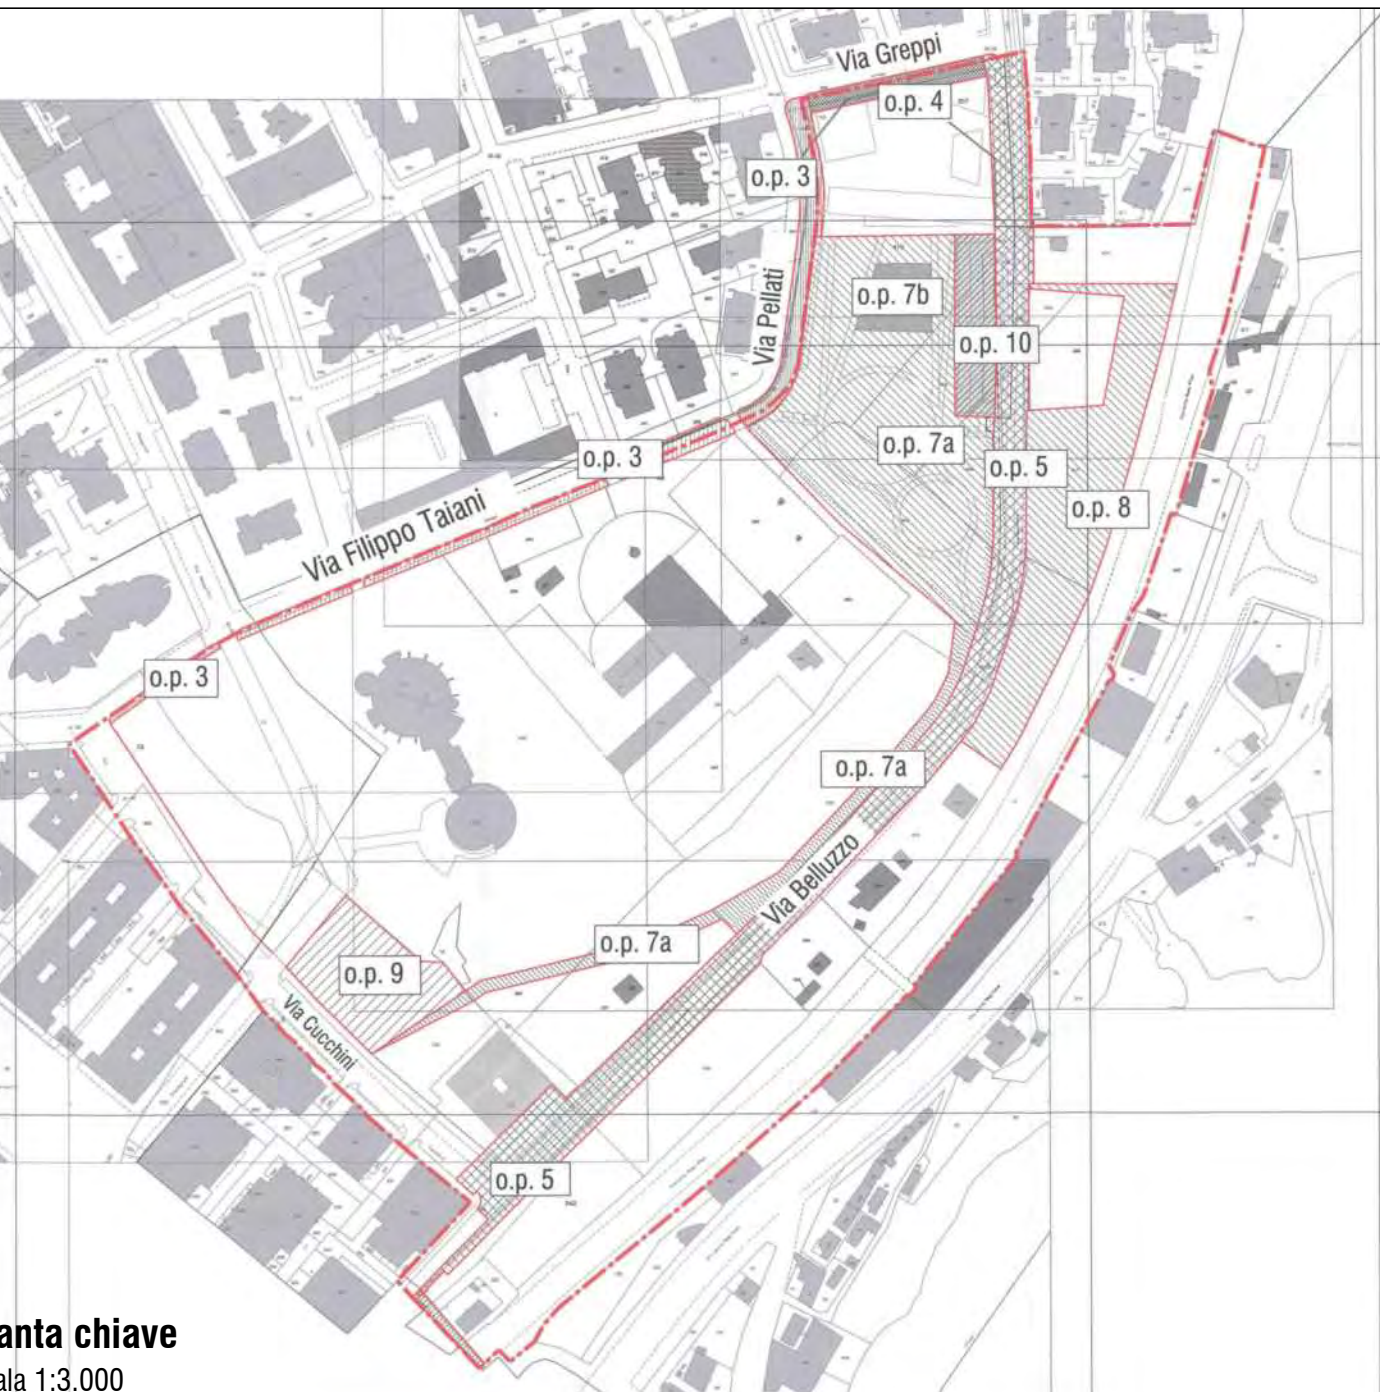 Via Greppi
o.p. 4
o.p. 3
Via Pellati
o.p. 7b
o.p. 10
o.p. 7a
o.p. 3
o.p. 5
o.p. 8
Via Filippo Taiani
o.p. 3
o.p. 7a
Via Belluzzo
o.p. 7a
o.p. 9
Via Cucchini
o.p. 5
anta chiave
ala 1:3.000